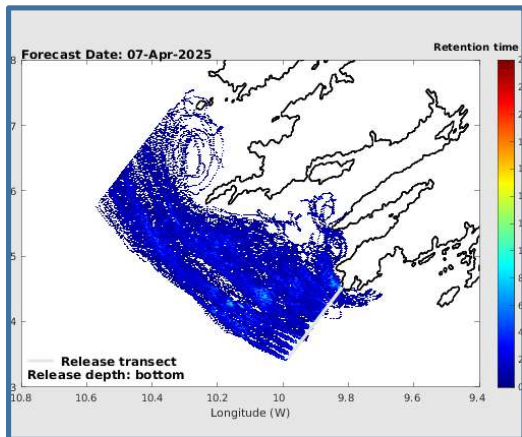 Forecast Date: 07-Apr-2025
Retention time
8
7
6
5
4
3
Release transect
Release depth: bottom
10.8 10.6 10.4 10.2 10 9.8 9.6 9.4
Longitude (W)